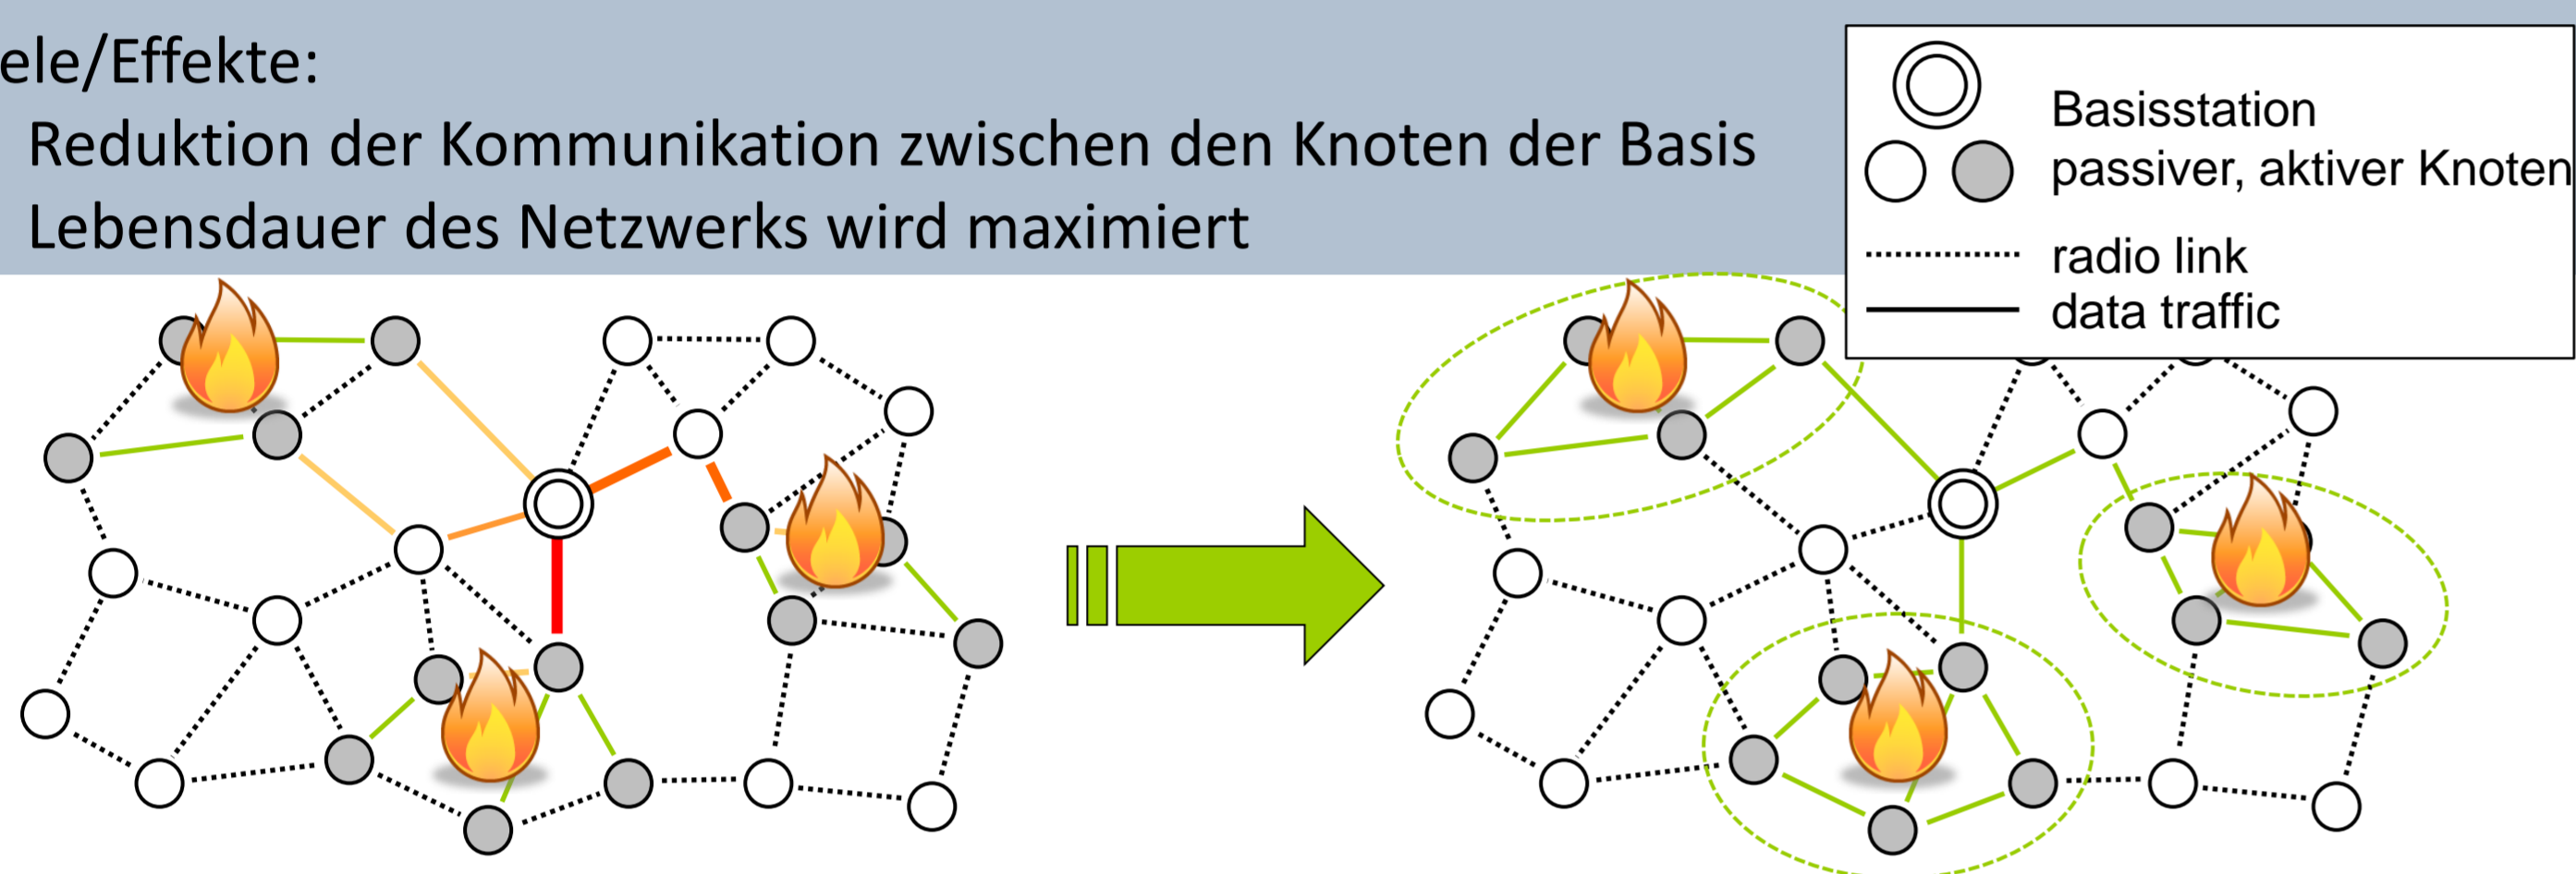 ele/Effekte:
Reduktion der Kommunikation zwischen den Knoten der Basis
Lebensdauer des Netzwerks wird maximiert
Basisstation
passiver, aktiver Knoten
radio link
data traffic